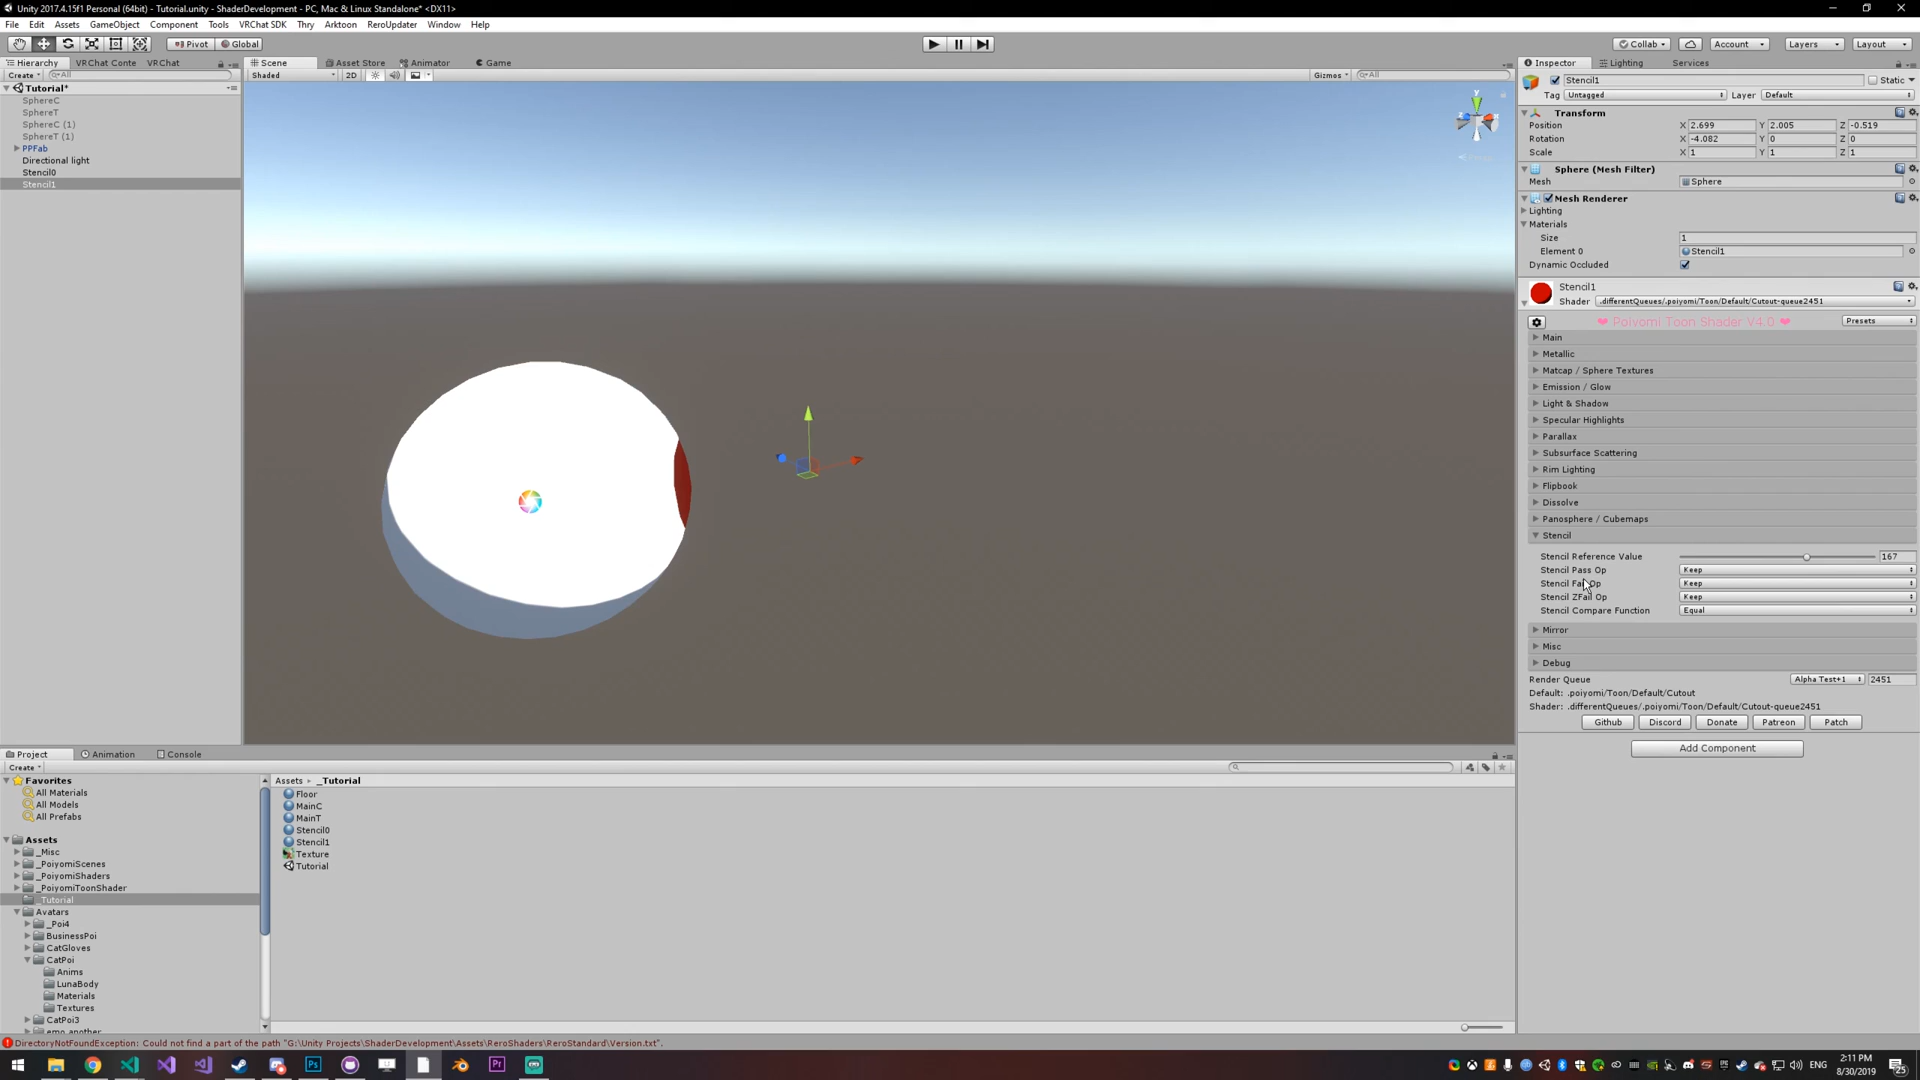 Unity 2017.4.15f1 Personal (64bit) - Tutorial.unity - ShaderDevelopment - PC, Mac & Linux Standalone* <DX11>
File Edit Assets GameObject Component Tools VRChat SDK Thry Arktoon ReroUpdater Window Help
Pivot Global Collab Account Layers Layout
Hierarchy VRChat Conte VRChat
Create All
Tutorial*
SphereC
SphereT
SphereC (1)
SphereT (1)
PPFab
Directional light
Stencil0
Stencil1
Scene Asset Store Animator Game
Shaded 2D Gizmos All
y
Inspector Lighting Services
Stencil1 Static
Tag Untagged Layer Default
Transform
Position X 2.699 Y 2.005 Z -0.519
Rotation X -4.082 Y 0 Z 0
Scale X 1 Y 1 Z 1
Sphere (Mesh Filter)
Mesh Sphere
Mesh Renderer
Lighting
Materials
Size 1
Element 0 Stencil1
Dynamic Occluded
Stencil1
Shader .differentQueues/.poiyomi/Toon/Default/Cutout-queue2451
❤ Poiyomi Toon Shader V4.0 ❤ Presets
Main
Metallic
Matcap / Sphere Textures
Emission / Glow
Light & Shadow
Specular Highlights
Parallax
Subsurface Scattering
Rim Lighting
Flipbook
Dissolve
Panosphere / Cubemaps
Stencil
Stencil Reference Value 167
Stencil Pass Op Keep
Stencil Fail Op Keep
Stencil ZFail Op Keep
Stencil Compare Function Equal
Mirror
Misc
Debug
Render Queue Alpha Test+1 2451
Default: .poiyomi/Toon/Default/Cutout
Shader: .differentQueues/.poiyomi/Toon/Default/Cutout-queue2451
Github Discord Donate Patreon Patch
Add Component
Project Animation Console
Create
Favorites
All Materials
All Models
All Prefabs
Assets
_Misc
_PoiyomiScenes
_PoiyomiShaders
_PoiyomiToonShader
_Tutorial
Avatars
_Poi4
BusinessPoi
CatGloves
CatPoi
Anims
LunaBody
Materials
Textures
CatPoi3
emo another
Assets _Tutorial
Floor
MainC
MainT
Stencil0
Stencil1
Texture
Tutorial
DirectoryNotFoundException: Could not find a part of the path "G:\Unity Projects\ShaderDevelopment\Assets\ReroShaders\ReroStandard\Version.txt".
Ps Pr
ENG 2:11 PM
8/30/2019 25